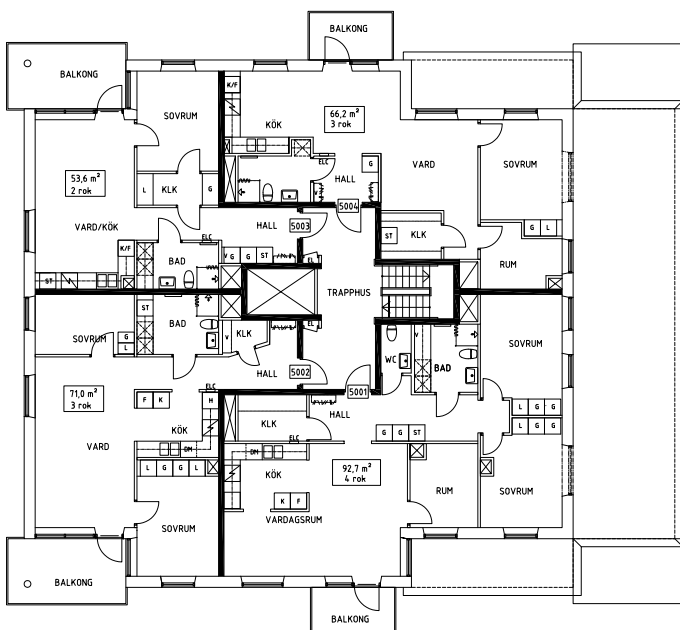 BALKONG
BALKONG
K/F
SOVRUM
KÖK
66,2 m²
3 rok
53,6 m²
2 rok
L
KLK
G
ELC
HALL
G
VARD
SOVRUM
VARD/KÖK
HALL
5003
5004
ST
KLK
G
L
ELC
K/F
BAD
V
G
G
ST
EL
RUM
ST
TRAPPHUS
ST
BAD
V
KLK
EL
SOVRUM
G
L
WC
V
BAD
SOVRUM
HALL
5002
5001
71,0 m²
3 rok
ELC
F
K
H
HALL
L
G
G
KÖK
KLK
G
G
ST
L
G
G
VARD
DM
ELC
DM
92,7 m²
4 rok
L
G
G
L
KÖK
RUM
SOVRUM
K
F
VARDAGSRUM
SOVRUM
BALKONG
BALKONG